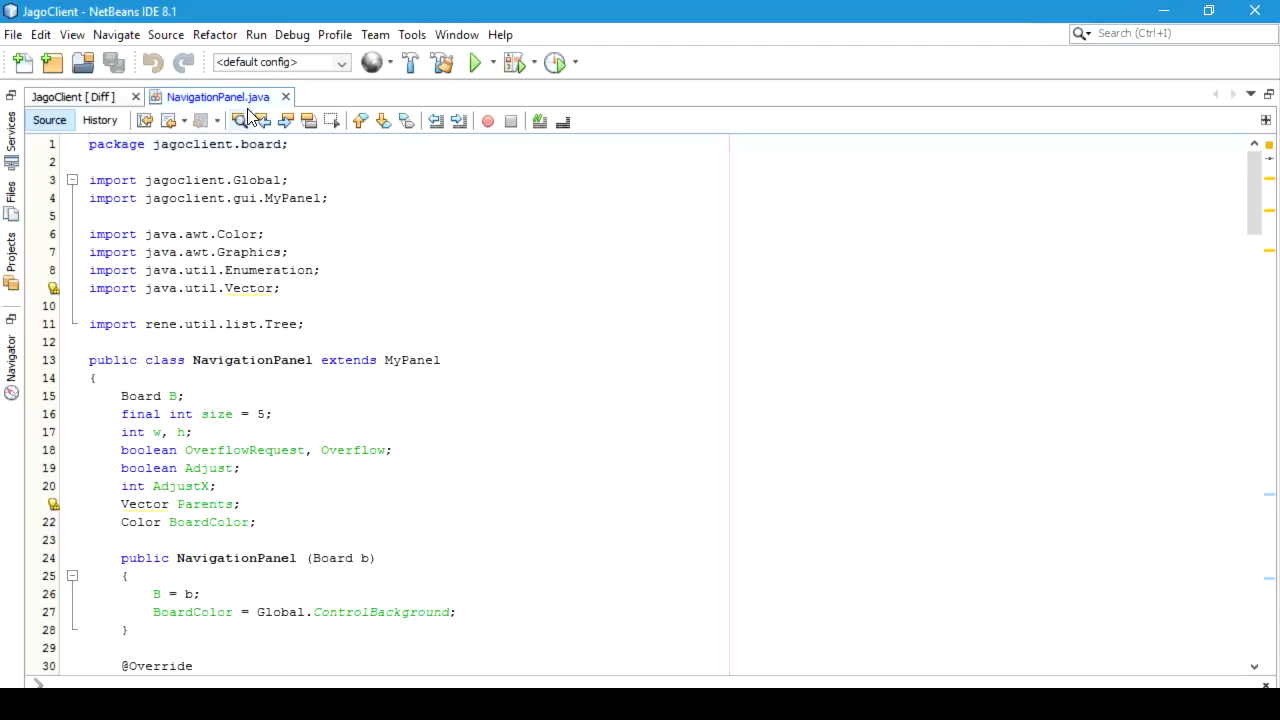 JagoClient - NetBeans IDE 8.1
File Edit View Navigate Source Refactor Run Debug Profile Team Tools Window Help
Search (Ctrl+I)
<default config>
JagoClient [ Diff ] NavigationPanel.java
Source History
Services
Files
Projects
Navigator
1 package jagoclient.board;
2
3 import jagoclient.Global;
4 import jagoclient.gui.MyPanel;
5
6 import java.awt.Color;
7 import java.awt.Graphics;
8 import java.util.Enumeration;
import java.util.Vector;
10
11 import rene.util.list.Tree;
12
13 public class NavigationPanel extends MyPanel
14 {
15 Board B;
16 final int size = 5;
17 int w, h;
18 boolean OverflowRequest, Overflow;
19 boolean Adjust;
20 int AdjustX;
Vector Parents;
22 Color BoardColor;
23
24 public NavigationPanel (Board b)
25 {
26 B = b;
27 BoardColor = Global.ControlBackground;
28 }
29
30 @Override